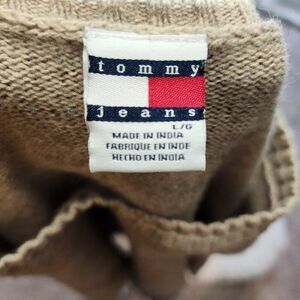 tommy
jeans
L/G
MADE IN INDIA
FABRIQUE EN INDE
HECHO EN INDIA